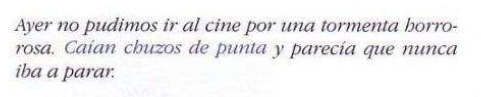 Ayer no pudimos ir al cine por una tormenta horro-
rosa. Caían chuzos de punta y parecía que nunca
iba a parar.